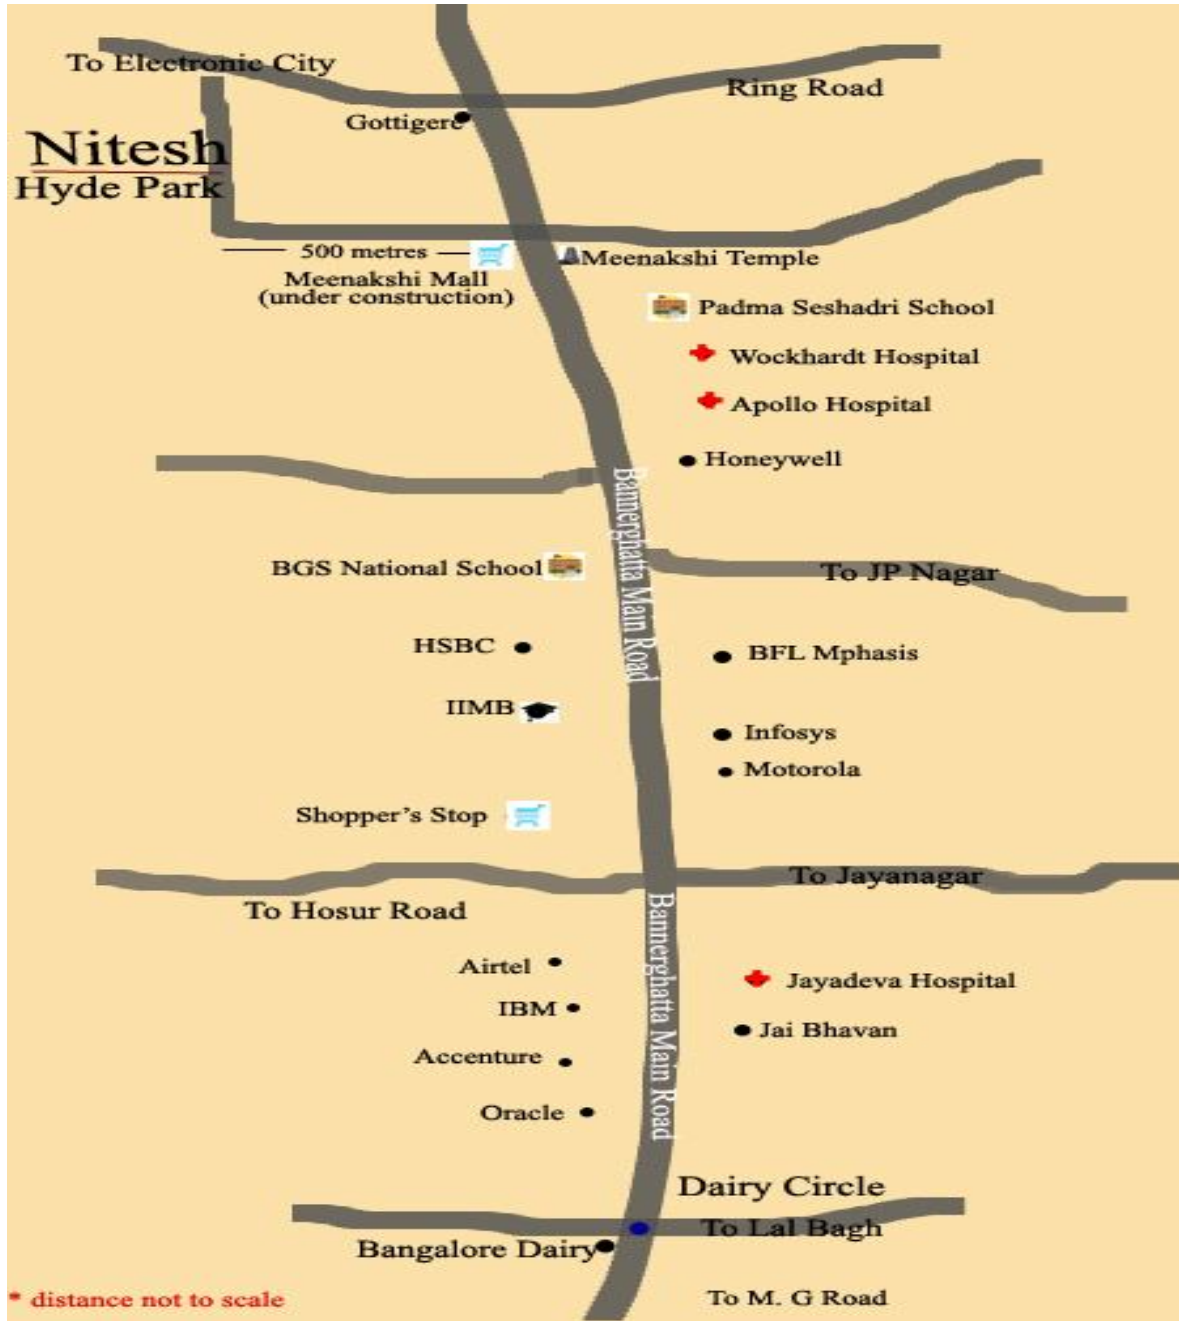 To Electronic City
Ring Road
Gottigere
Nitesh
Hyde Park
500 metres
Meenakshi Mall
(under construction)
Meenakshi Temple
Padma Seshadri School
Wockhardt Hospital
Apollo Hospital
Honeywell
Bannerghatta Main Road
BGS National School
To JP Nagar
HSBC
BFL Mphasis
IIMB
Infosys
Motorola
Shopper's Stop
To Jayanagar
To Hosur Road
Bannerghatta Main Road
Airtel
Jayadeva Hospital
IBM
Jai Bhavan
Accenture
Oracle
Dairy Circle
To Lal Bagh
Bangalore Dairy
* distance not to scale
To M. G Road